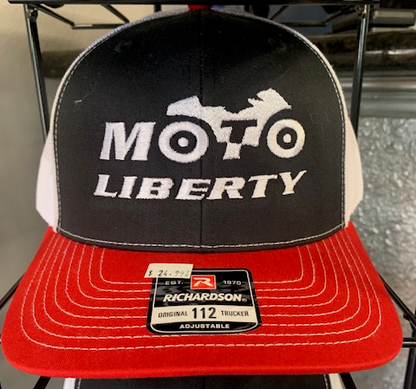 MOTO
LIBERTY
$ 24.99
EST. R 1970
RICHARDSON
ORIGINAL 112 TRUCKER
ADJUSTABLE